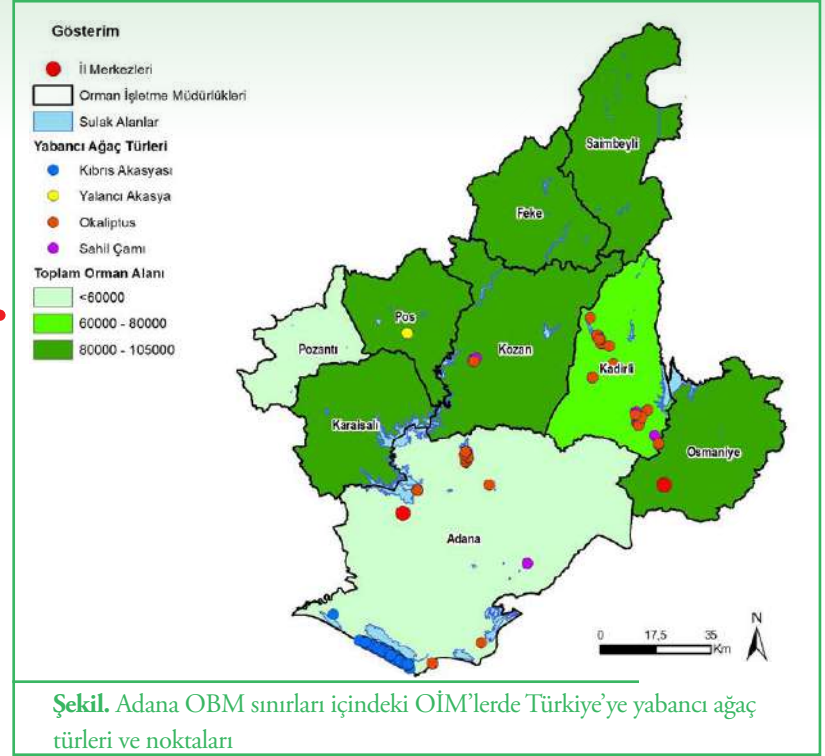 Gösterim
İl Merkezleri
Orman İşletme Müdürlükleri
Sulak Alanlar
Yabancı Ağaç Türleri
Kıbrıs Akasyası
Yalancı Akasya
Okaliptus
Sahil Çamı
Toplam Orman Alanı
<60000
60000 - 80000
80000 - 105000
Saimbeyli
Feke
Pos
Pozantı
Kozan
Kadirli
Karaisalı
Osmaniye
Adana
N
0 17,5 35
Km
Şekil. Adana OBM sınırları içindeki OİM’lerde Türkiye’ye yabancı ağaç
türleri ve noktaları